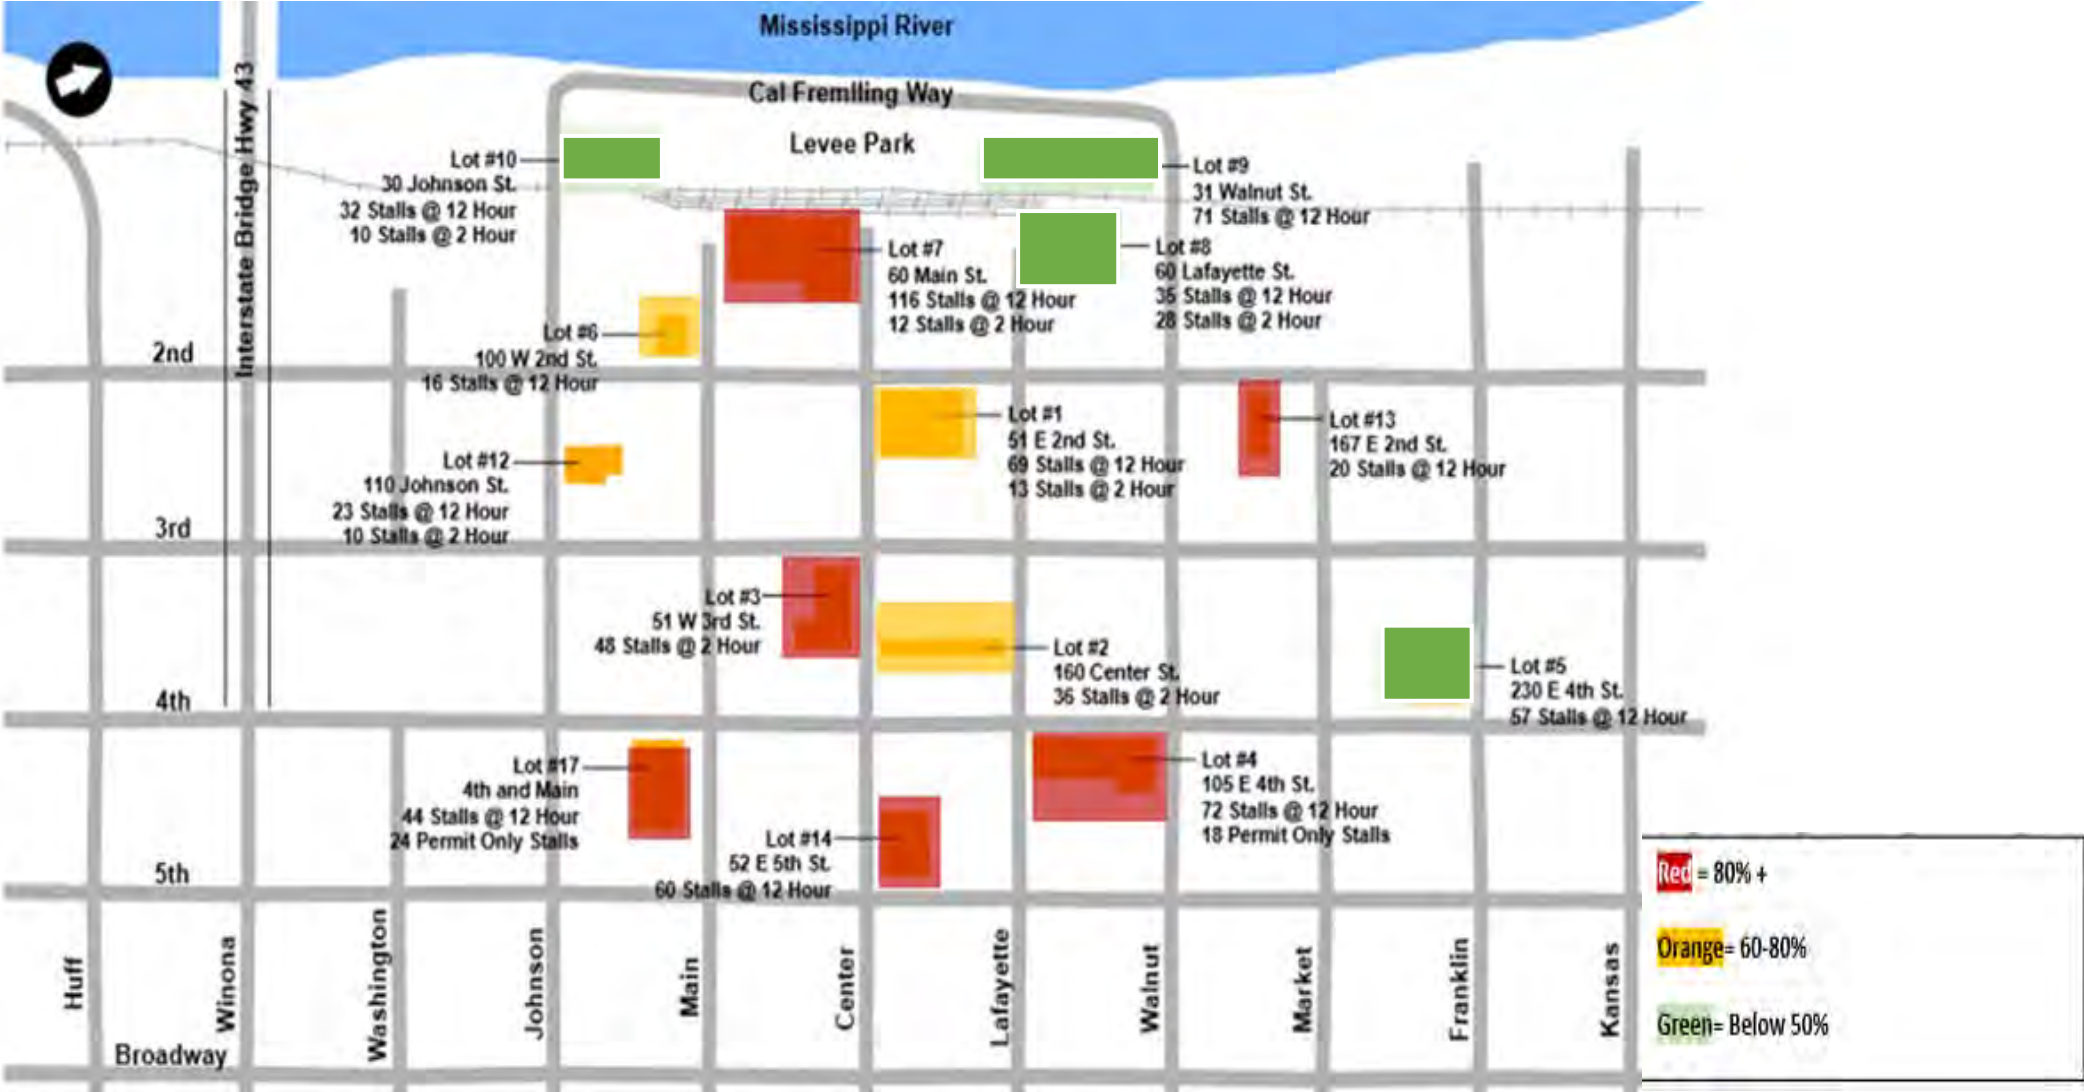 Mississippi River
Cal Fremlling Way
Levee Park
Interstate Bridge Hwy 43
Lot #10
30 Johnson St.
32 Stalls @ 12 Hour
10 Stalls @ 2 Hour
Lot #9
31 Walnut St.
71 Stalls @ 12 Hour
Lot #7
60 Main St.
116 Stalls @ 12 Hour
12 Stalls @ 2 Hour
Lot #8
60 Lafayette St.
35 Stalls @ 12 Hour
28 Stalls @ 2 Hour
Lot #6
100 W 2nd St.
16 Stalls @ 12 Hour
2nd
Lot #1
51 E 2nd St.
69 Stalls @ 12 Hour
13 Stalls @ 2 Hour
Lot #13
167 E 2nd St.
20 Stalls @ 12 Hour
Lot #12
110 Johnson St.
23 Stalls @ 12 Hour
10 Stalls @ 2 Hour
3rd
Lot #3
51 W 3rd St.
48 Stalls @ 2 Hour
Lot #2
160 Center St.
36 Stalls @ 2 Hour
Lot #5
230 E 4th St.
57 Stalls @ 12 Hour
4th
Lot #17
4th and Main
44 Stalls @ 12 Hour
24 Permit Only Stalls
Lot #14
52 E 5th St.
60 Stalls @ 12 Hour
Lot #4
105 E 4th St.
72 Stalls @ 12 Hour
18 Permit Only Stalls
5th
Huff
Winona
Washington
Johnson
Main
Center
Lafayette
Walnut
Market
Franklin
Kansas
Broadway
Red = 80% +
Orange= 60-80%
Green= Below 50%